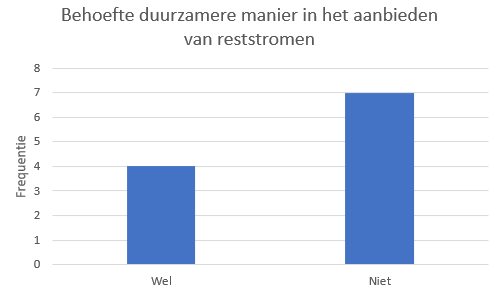 Behoefte duurzamere manier in het aanbieden
van reststromen
Frequentie
8
7
6
5
4
3
2
1
0
Wel Niet